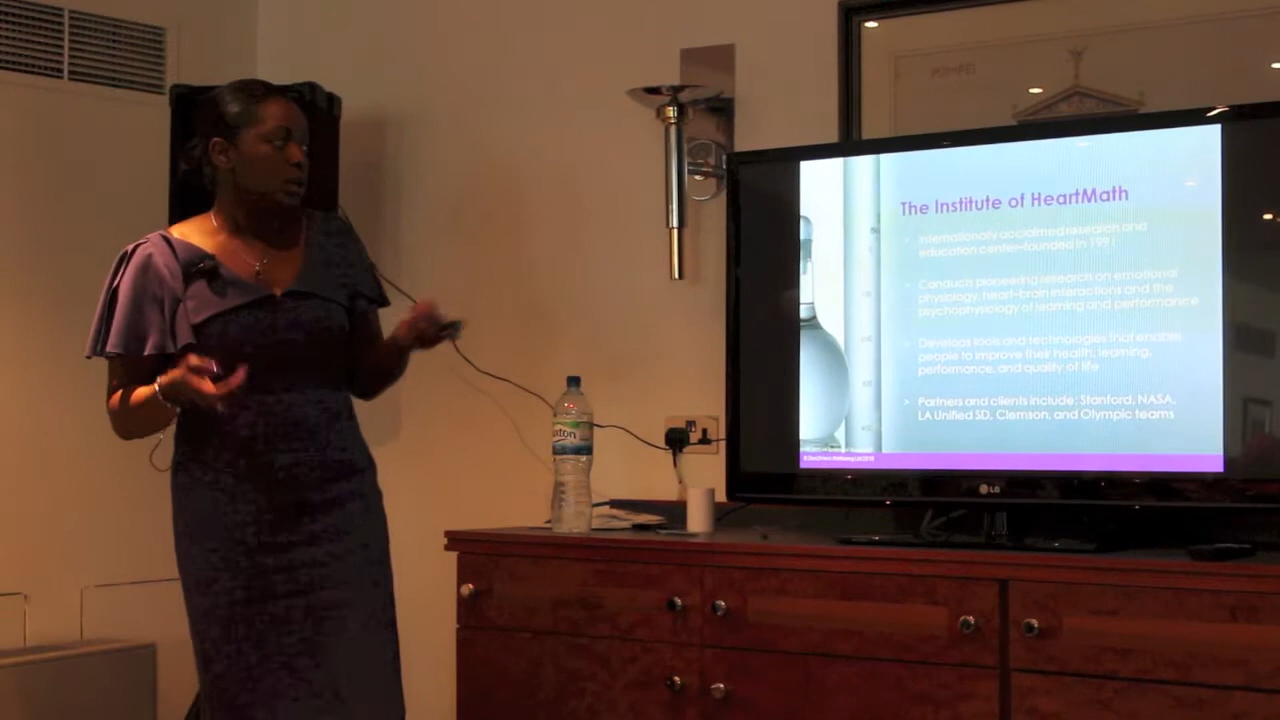 POMPEI
The Institute of HeartMath
Internationally acclaimed research and
education center–founded in 1991
Conducts pioneering research on emotional
physiology, heart-brain interactions and the
psychophysiology of learning and performance
Develops tools and technologies that enable
people to improve their health, learning,
performance, and quality of life
> Partners and clients include: Stanford, NASA,
LA Unified SD, Clemson, and Olympic teams
LG
uxton